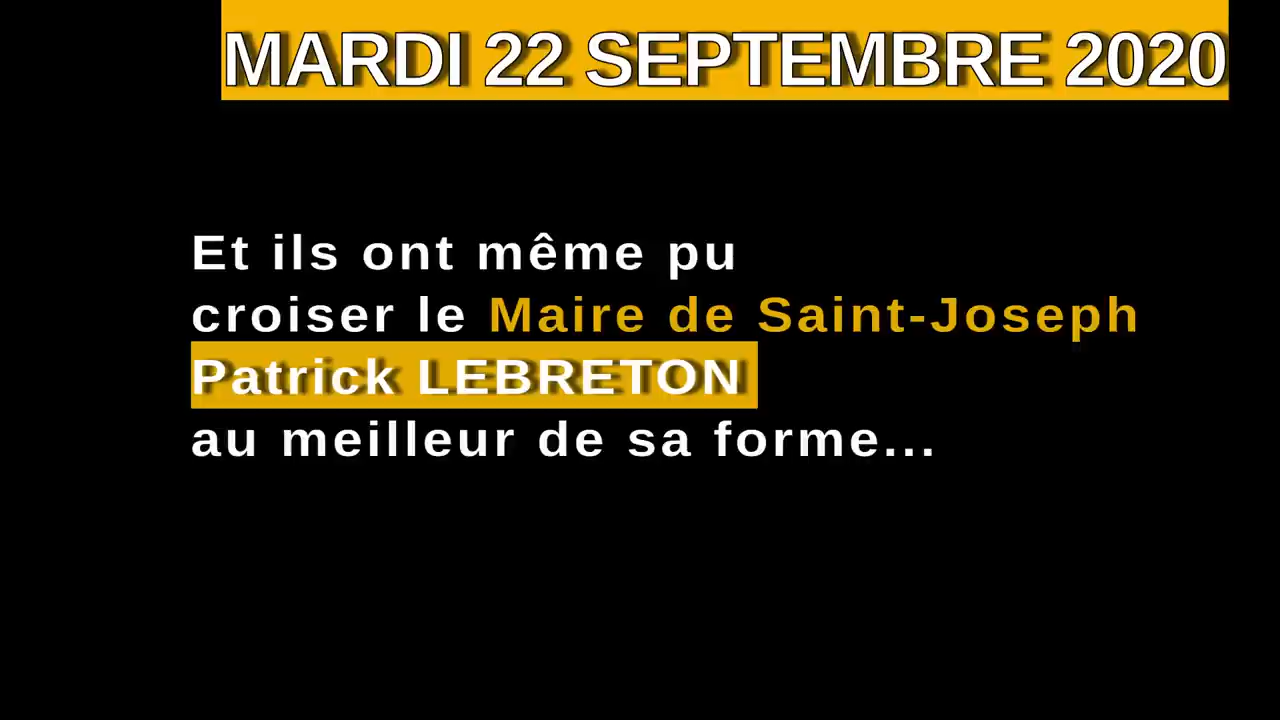 MARDI 22 SEPTEMBRE 2020
Et ils ont même pu
croiser le Maire de Saint-Joseph
Patrick LEBRETON
au meilleur de sa forme...